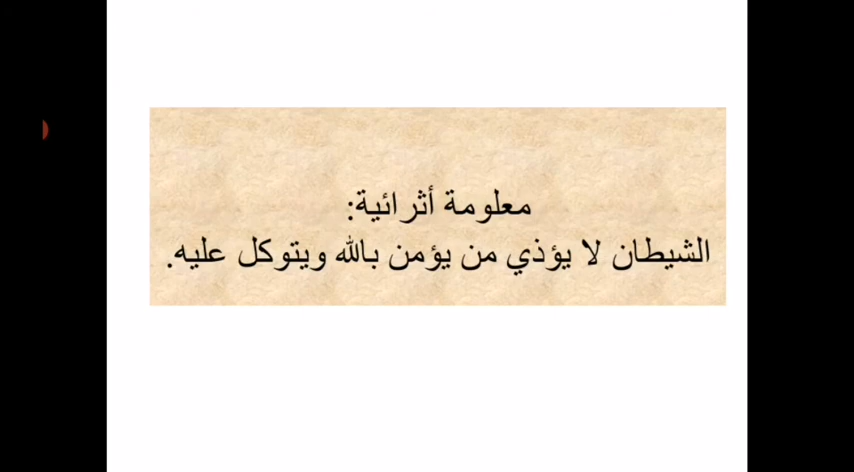 معلومة أثرائية:
الشيطان لا يؤذي من يؤمن بالله ويتوكل عليه.